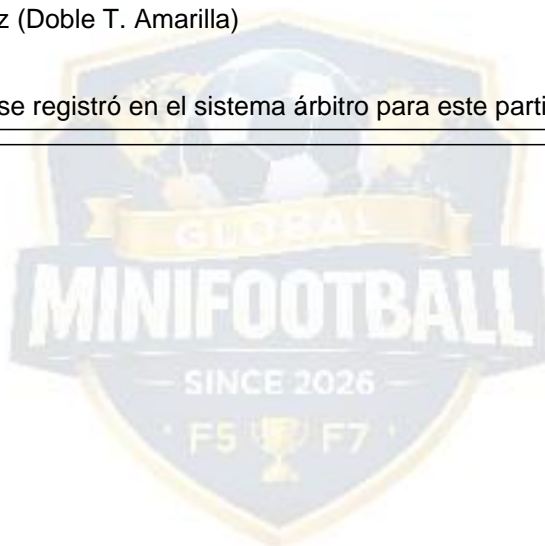 z (Doble T. Amarilla)
se registró en el sistema árbitro para este parti
GLOBAL
MINIFOOTBALL
SINCE 2026
F5 F7